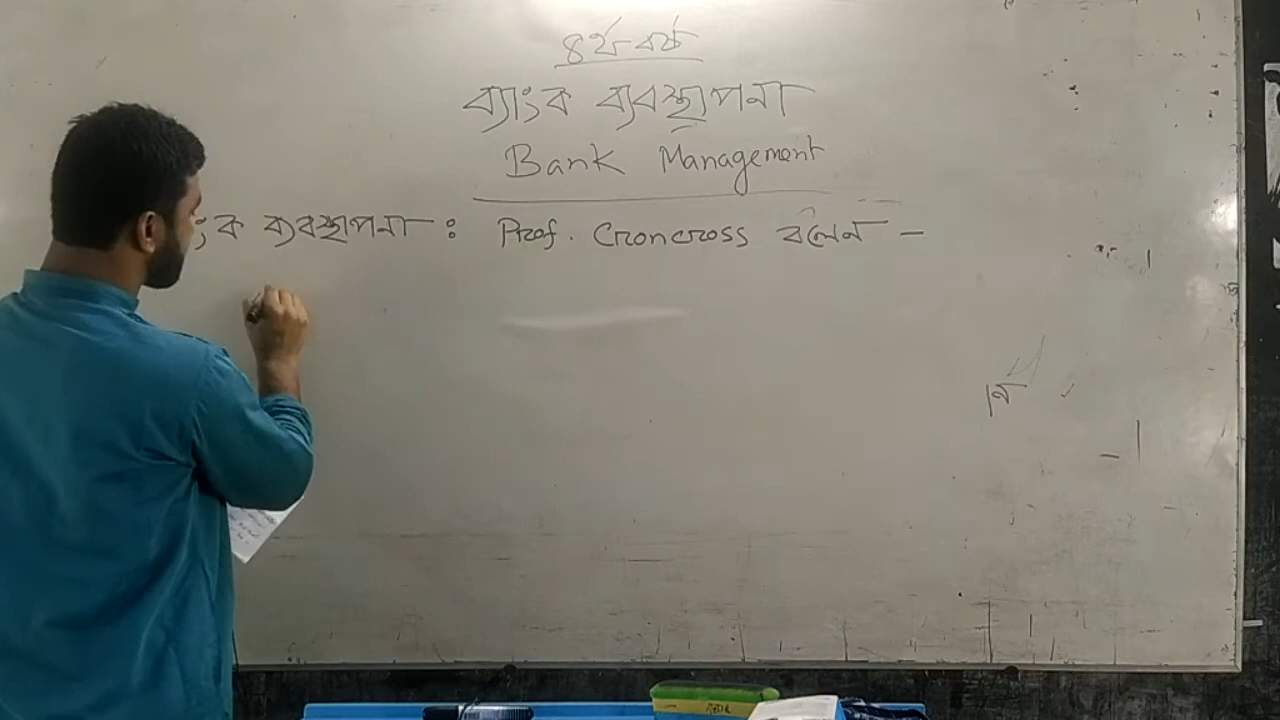 ৪র্থ বর্ষ
ব্যাংক ব্যবস্থাপনা
Bank Management
ংক ব্যবস্থাপনা : Prof. Croncross বলেন -
নি